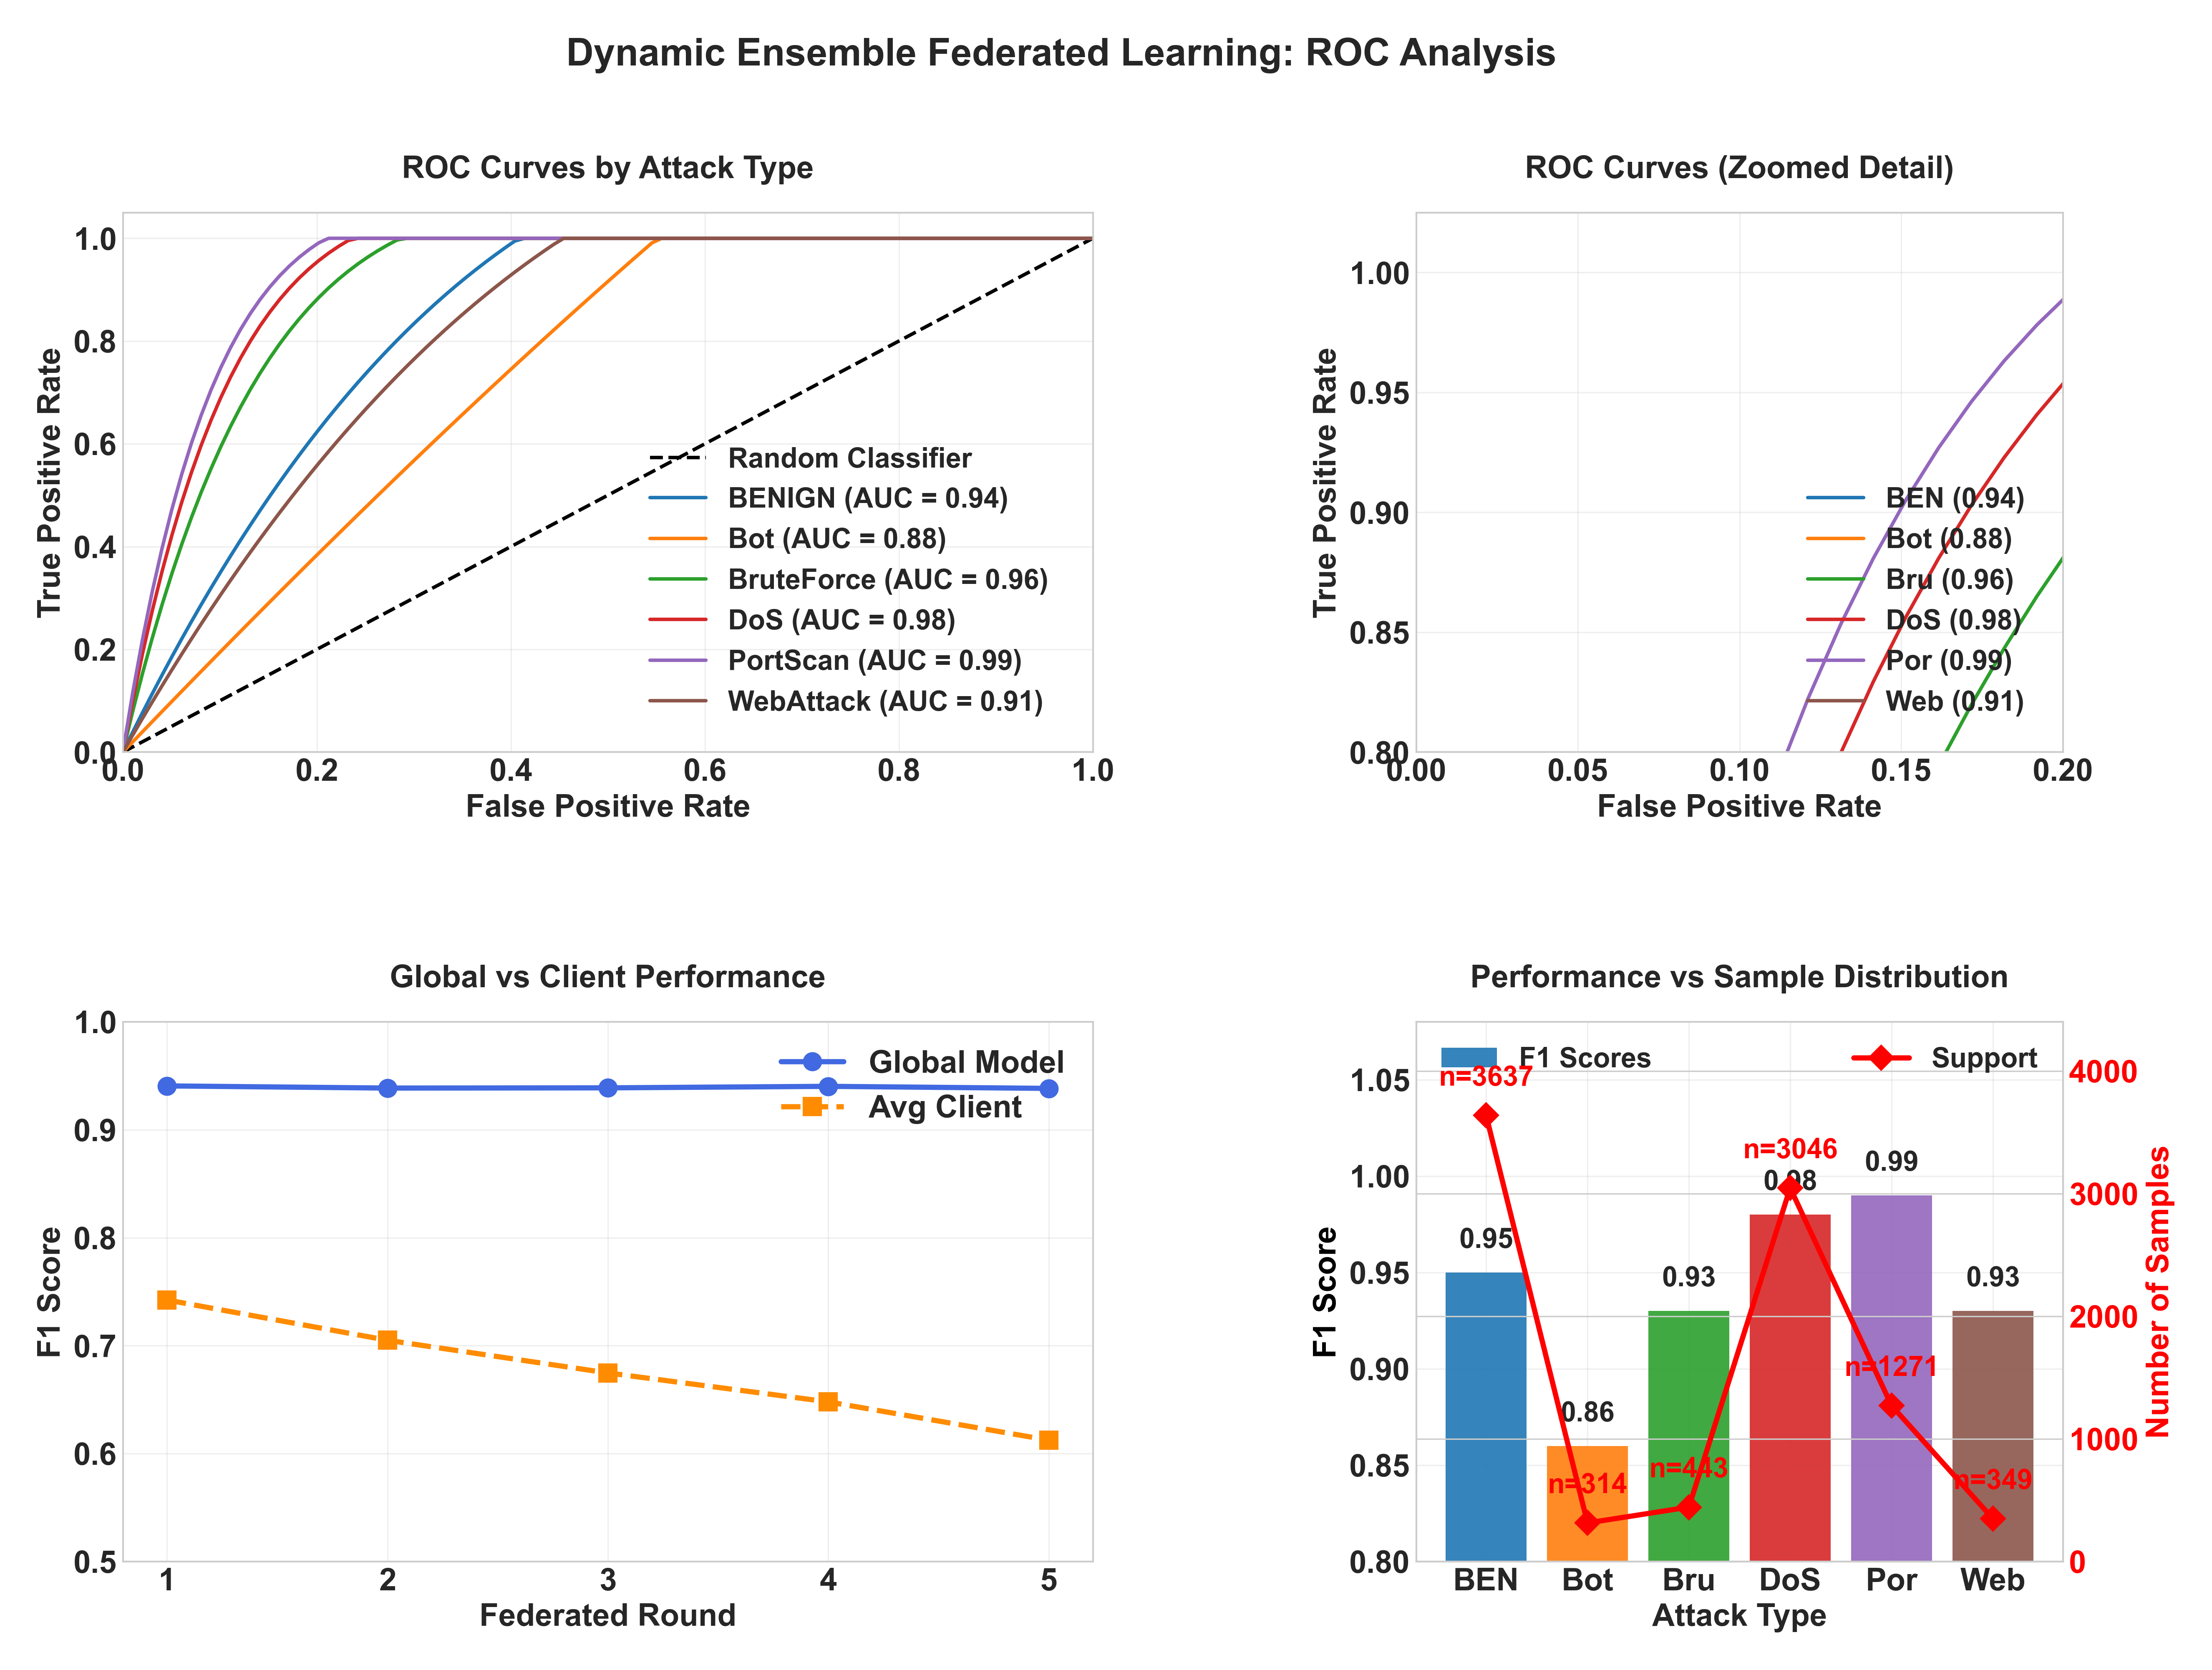 Dynamic Ensemble Federated Learning: ROC Analysis
ROC Curves by Attack Type
True Positive Rate
1.0
0.8
0.6
0.4
0.2
0.0
0.0 0.2 0.4 0.6 0.8 1.0
False Positive Rate
Random Classifier
BENIGN (AUC = 0.94)
Bot (AUC = 0.88)
BruteForce (AUC = 0.96)
DoS (AUC = 0.98)
PortScan (AUC = 0.99)
WebAttack (AUC = 0.91)
ROC Curves (Zoomed Detail)
True Positive Rate
1.00
0.95
0.90
0.85
0.80
0.00 0.05 0.10 0.15 0.20
False Positive Rate
BEN (0.94)
Bot (0.88)
Bru (0.96)
DoS (0.98)
Por (0.99)
Web (0.91)
Global vs Client Performance
F1 Score
1.0
0.9
0.8
0.7
0.6
0.5
1 2 3 4 5
Federated Round
Global Model
Avg Client
Performance vs Sample Distribution
F1 Score
1.05
1.00
0.95
0.90
0.85
0.80
F1 Scores
Support
n=3637
n=3046
0.99
0.98
0.95
0.93
0.93
n=1271
0.86
n=443
n=314
n=349
4000
3000
2000
1000
0
Number of Samples
BEN Bot Bru DoS Por Web
Attack Type